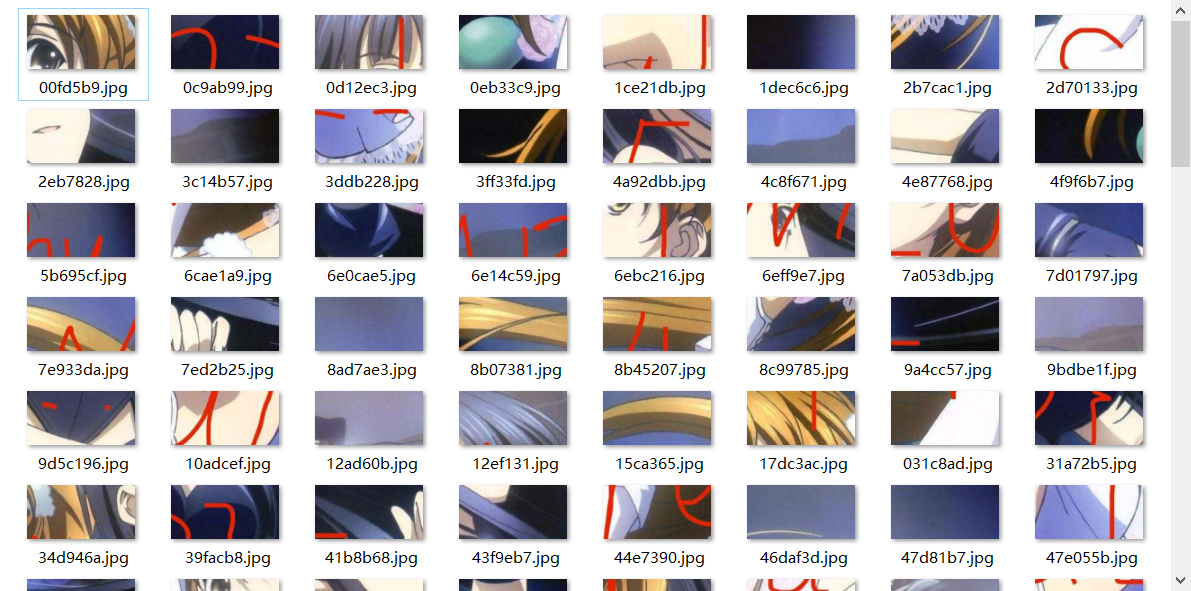 00fd5b9.jpg 0c9ab99.jpg 0d12ec3.jpg 0eb33c9.jpg 1ce21db.jpg 1dec6c6.jpg 2b7cac1.jpg 2d70133.jpg
2eb7828.jpg 3c14b57.jpg 3ddb228.jpg 3ff33fd.jpg 4a92dbb.jpg 4c8f671.jpg 4e87768.jpg 4f9f6b7.jpg
5b695cf.jpg 6cae1a9.jpg 6e0cae5.jpg 6e14c59.jpg 6ebc216.jpg 6eff9e7.jpg 7a053db.jpg 7d01797.jpg
7e933da.jpg 7ed2b25.jpg 8ad7ae3.jpg 8b07381.jpg 8b45207.jpg 8c99785.jpg 9a4cc57.jpg 9bdbe1f.jpg
9d5c196.jpg 10adcef.jpg 12ad60b.jpg 12ef131.jpg 15ca365.jpg 17dc3ac.jpg 031c8ad.jpg 31a72b5.jpg
34d946a.jpg 39facb8.jpg 41b8b68.jpg 43f9eb7.jpg 44e7390.jpg 46daf3d.jpg 47d81b7.jpg 47e055b.jpg